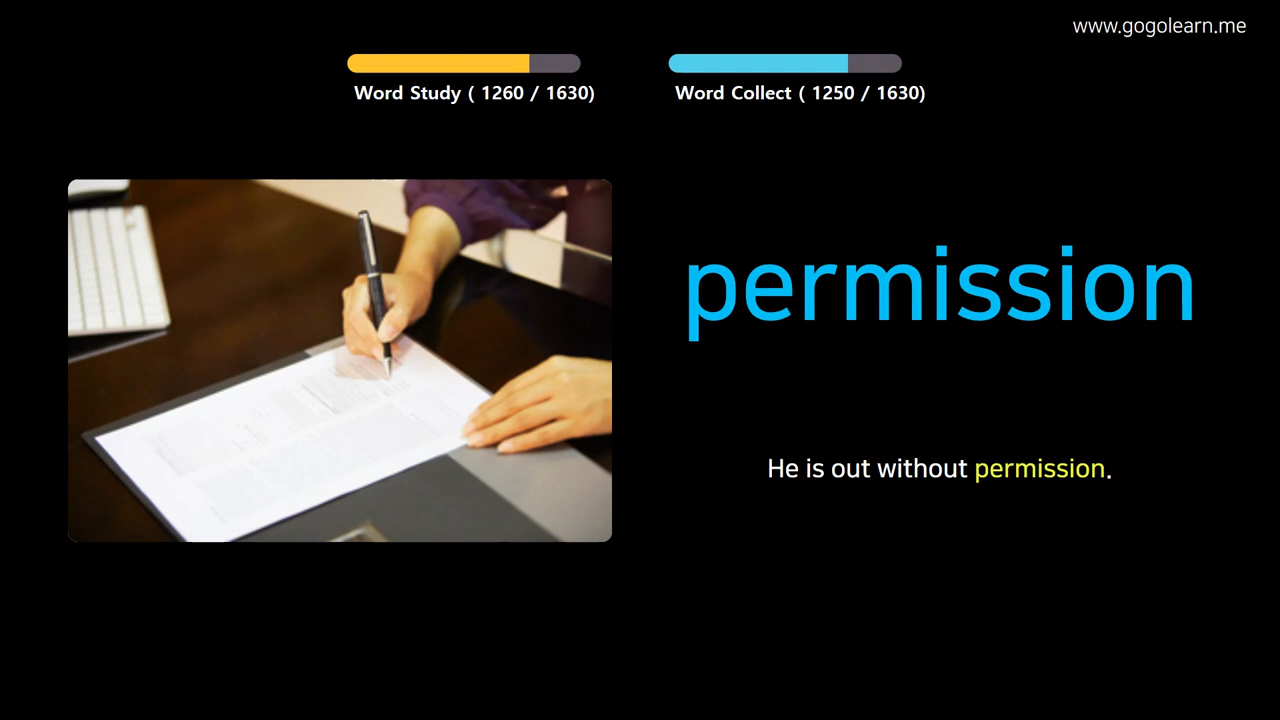 www.gogolearn.me
Word Study ( 1260 / 1630)
Word Collect ( 1250 / 1630)
permission
He is out without permission.